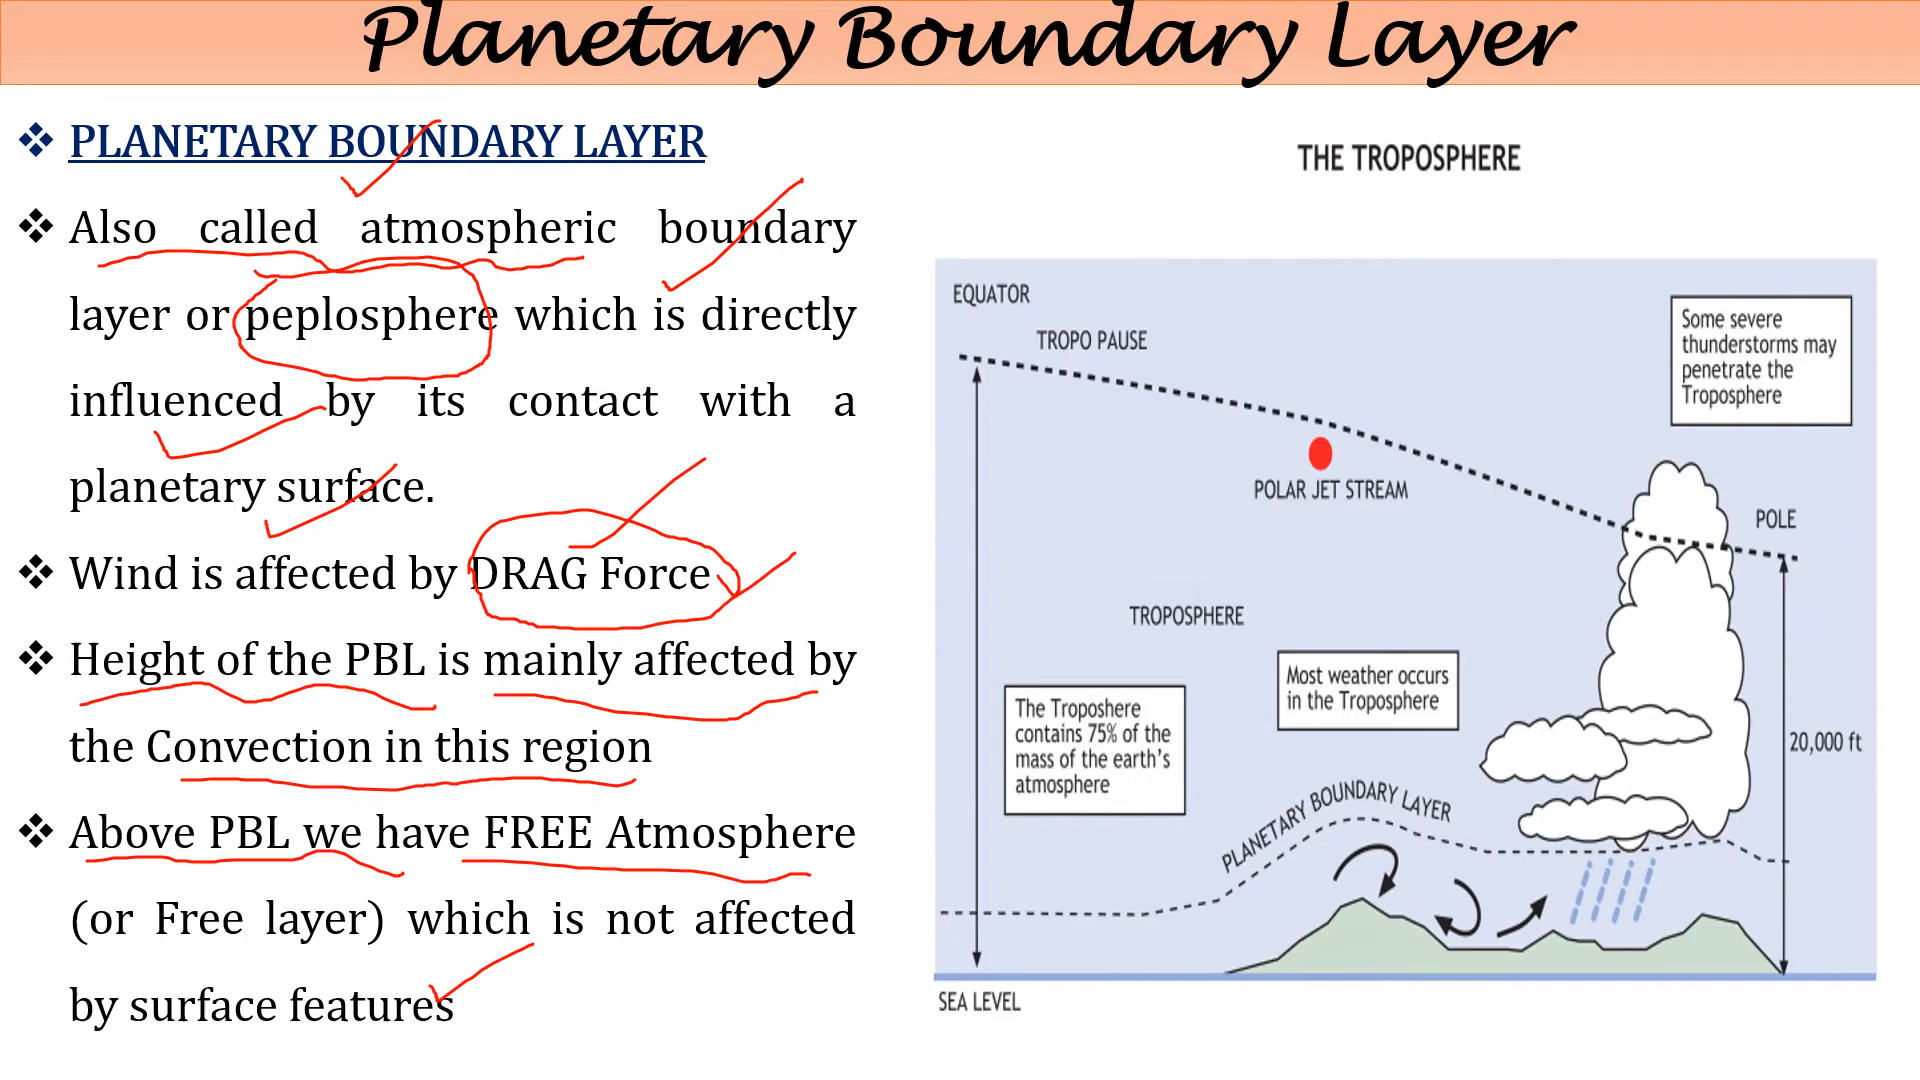 Planetary Boundary Layer
PLANETARY BOUNDARY LAYER
Also called atmospheric boundary
layer or peplosphere which is directly
influenced by its contact with a
planetary surface.
Wind is affected by DRAG Force
Height of the PBL is mainly affected by
the Convection in this region
Above PBL we have FREE Atmosphere
(or Free layer) which is not affected
by surface features
THE TROPOSPHERE
EQUATOR
TROPO PAUSE
Some severe
thunderstorms may
penetrate the
Troposphere
POLAR JET STREAM
POLE
TROPOSPHERE
Most weather occurs
in the Troposphere
The Troposhere
contains 75% of the
mass of the earth's
atmosphere
20,000 ft
PLANETARY BOUNDARY LAYER
SEA LEVEL